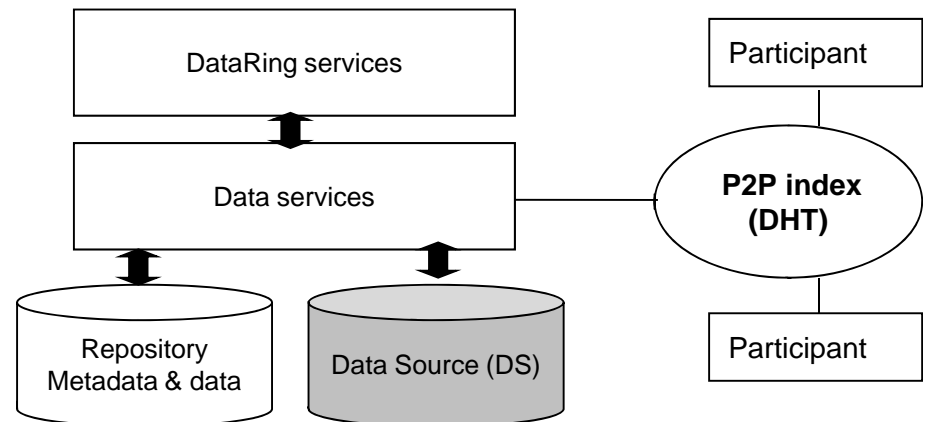 DataRing services
Participant
Data services
P2P index
(DHT)
Repository
Metadata & data
Data Source (DS)
Participant